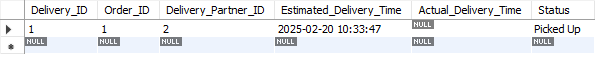 Delivery_ID Order_ID Delivery_Partner_ID Estimated_Delivery_Time Actual_Delivery_Time Status
1 1 2 2025-02-20 10:33:47 NULL Picked Up
NULL NULL NULL NULL NULL NULL